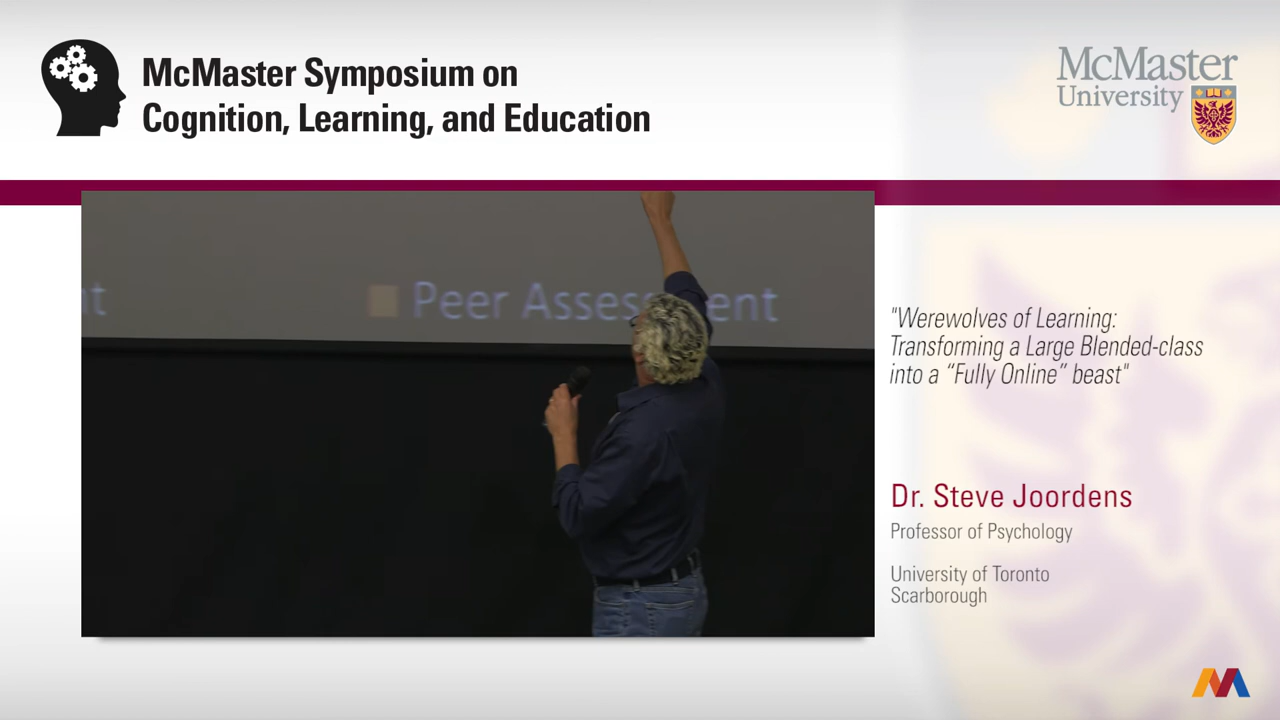 McMaster Symposium on
Cognition, Learning, and Education
McMaster
University
nt
Peer Assessment
"Werewolves of Learning:
Transforming a Large Blended-class
into a “Fully Online” beast"
Dr. Steve Joordens
Professor of Psychology
University of Toronto
Scarborough